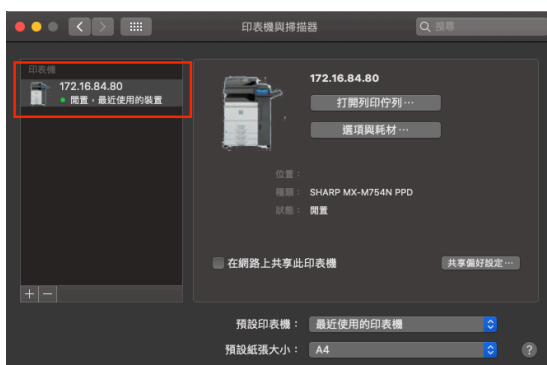 印表機與掃描器
搜尋
印表機
172.16.84.80
閒置，最近使用的裝置
172.16.84.80
打開列印佇列…
選項與耗材…
位置：
種類： SHARP MX-M754N PPD
狀態： 閒置
在網路上共享此印表機
共享偏好設定…
+ −
預設印表機： 最近使用的印表機
預設紙張大小： A4
?